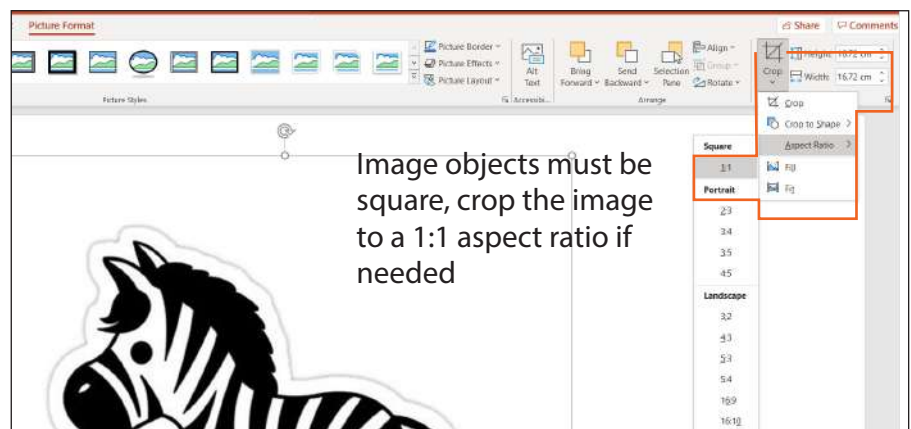 Picture Format
Share
Comments
Picture Border
Picture Effects
Picture Layout
Alt
Text
Bring
Forward
Send
Backward
Selection
Pane
Align
Group
Rotate
Crop
Height: 16.72 cm
Width: 16.72 cm
Picture Styles
Accessibi...
Arrange
Crop
Crop to Shape
Aspect Ratio
Fill
Fit
Square
1:1
Portrait
2:3
3:4
3:5
4:5
Landscape
3:2
4:3
5:3
5:4
16:9
16:10
Image objects must be
square, crop the image
to a 1:1 aspect ratio if
needed